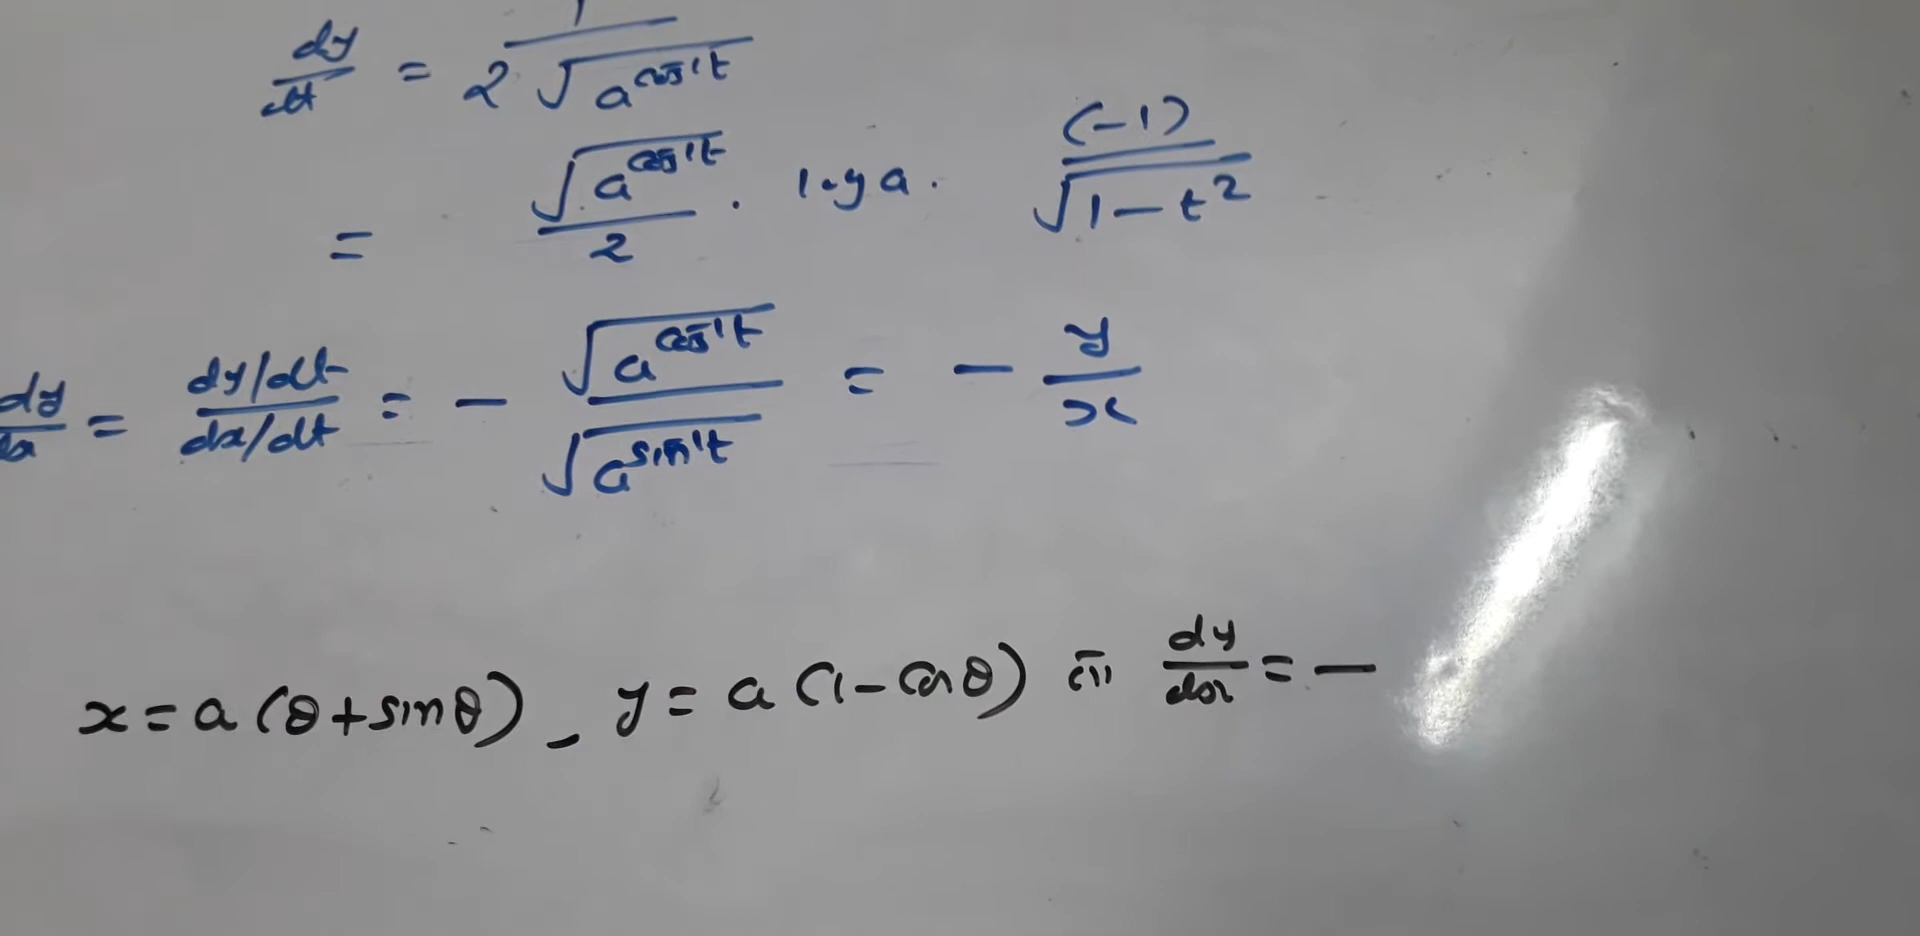 dy/dt = 1/(2√(a^(cos⁻¹t)))
= √(a^(cos⁻¹t))/2 . log a . (-1)/√(1-t²)
dy/dx = (dy/dt)/(dx/dt) = - √(a^(cos⁻¹t))/√(a^(sin⁻¹t)) = - y/x
x = a(θ+sinθ), y = a(1-cosθ) ಆದರೆ dy/dx = —